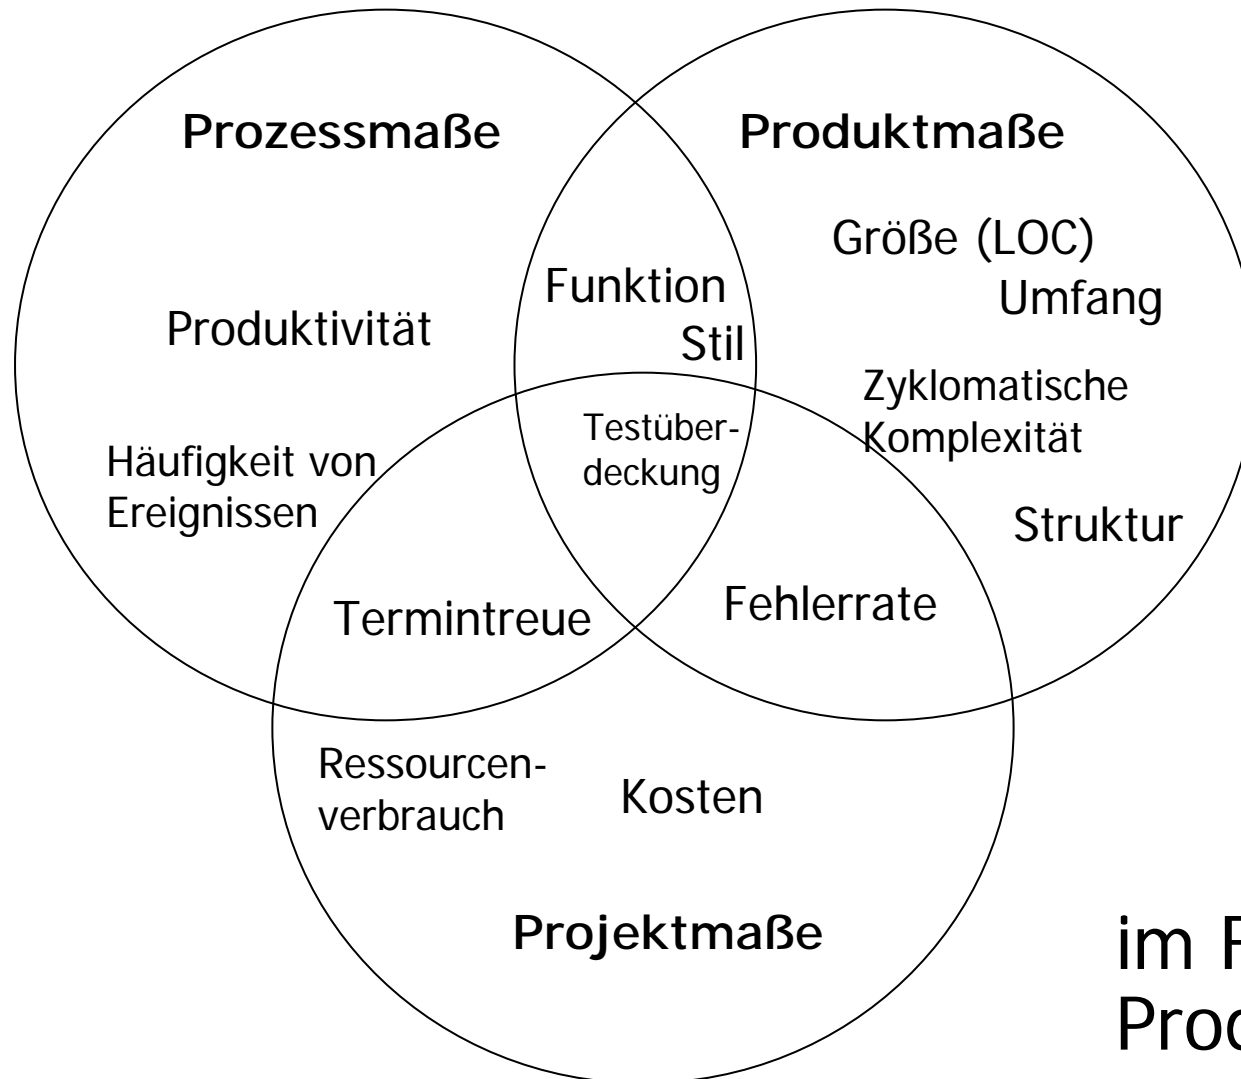 Prozessmaße
Produktmaße
Größe (LOC)
Umfang
Funktion
Stil
Produktivität
Zyklomatische
Komplexität
Testüber-
deckung
Häufigkeit von
Ereignissen
Struktur
Termintreue
Fehlerrate
Ressourcen-
verbrauch
Kosten
Projektmaße
im